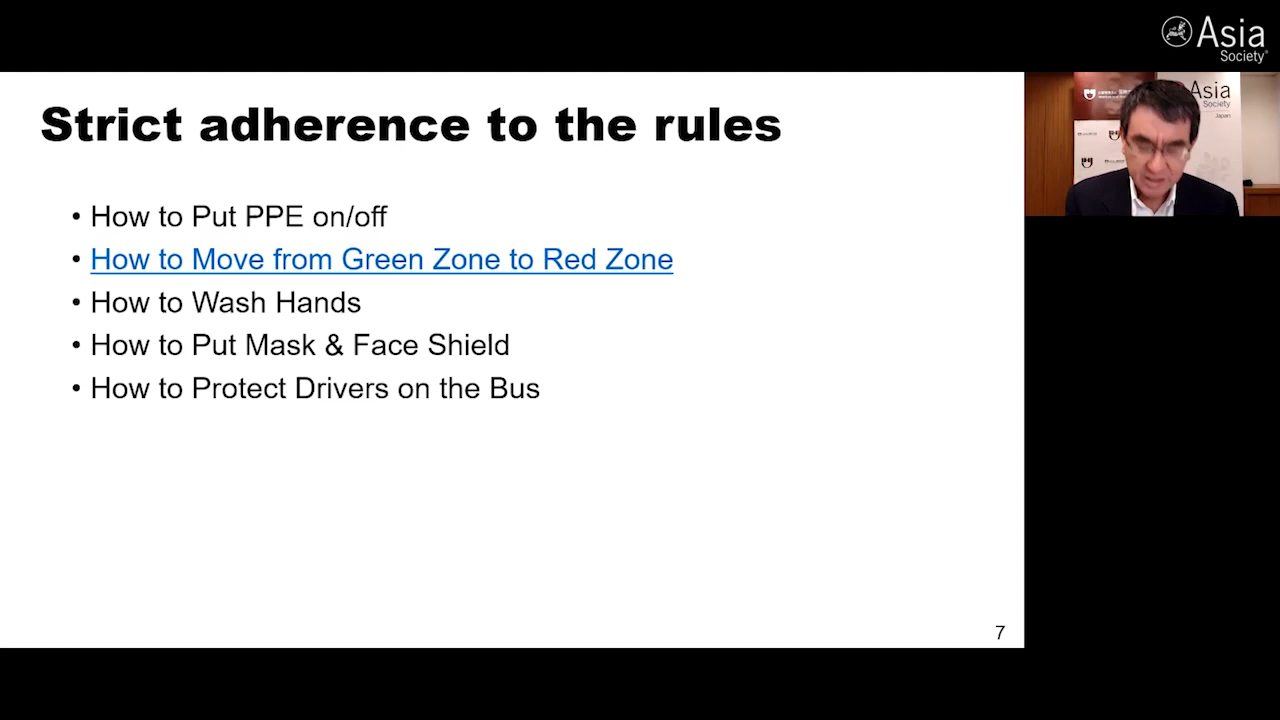 Asia
Society
Strict adherence to the rules
• How to Put PPE on/off
• How to Move from Green Zone to Red Zone
• How to Wash Hands
• How to Put Mask & Face Shield
• How to Protect Drivers on the Bus
7
Asia
Society
Japan